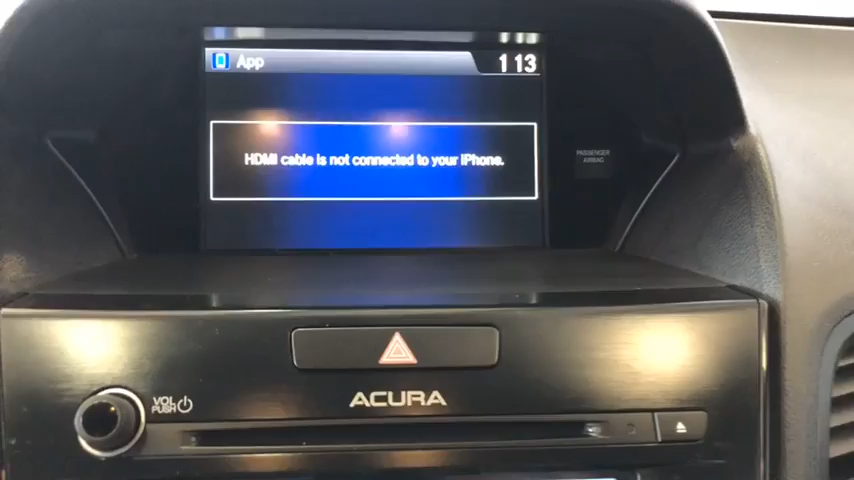 App
1 13
HDMI cable is not connected to your iPhone.
PASSENGER
AIRBAG
ACURA
VOL
PUSH